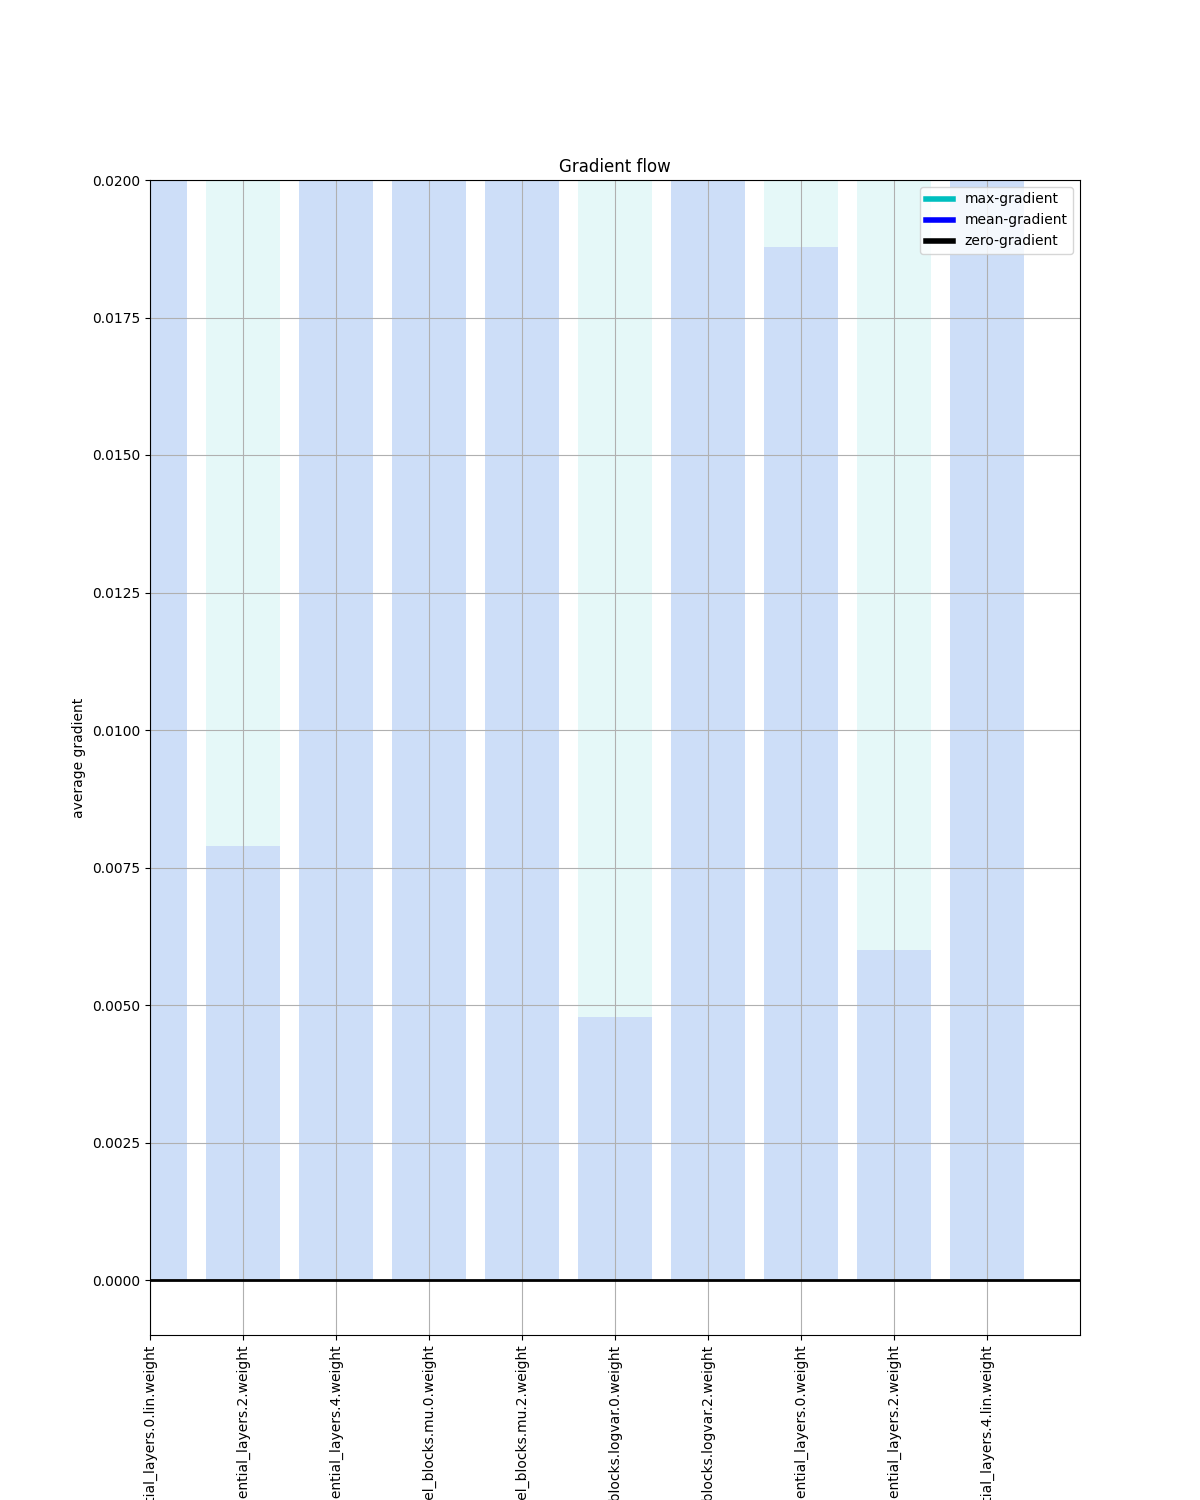 Gradient flow
max-gradient
mean-gradient
zero-gradient
0.0200
0.0175
0.0150
0.0125
0.0100
0.0075
0.0050
0.0025
0.0000
average gradient
tial_layers.0.lin.weight
ential_layers.2.weight
ential_layers.4.weight
el_blocks.mu.0.weight
el_blocks.mu.2.weight
blocks.logvar.0.weight
blocks.logvar.2.weight
ential_layers.0.weight
ential_layers.2.weight
tial_layers.4.lin.weight